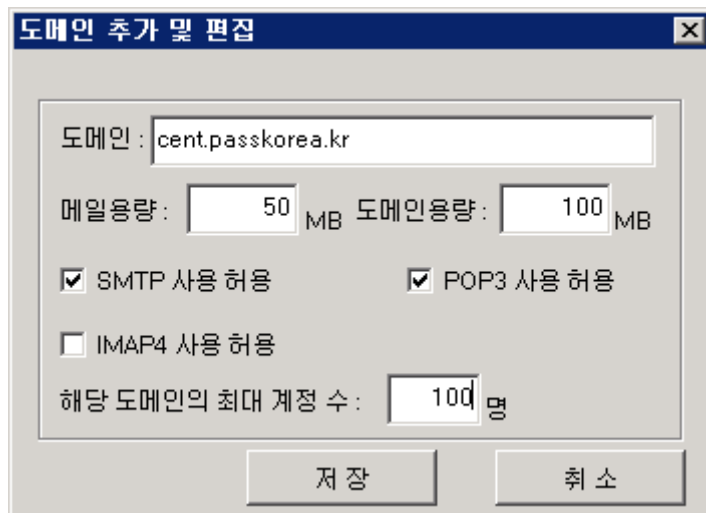 도메인 추가 및 편집
도메인 : cent.passkorea.kr
메일용량 : 50 MB 도메인용량 : 100 MB
SMTP 사용 허용 POP3 사용 허용
IMAP4 사용 허용
해당 도메인의 최대 계정 수 : 100 명
저 장 취 소